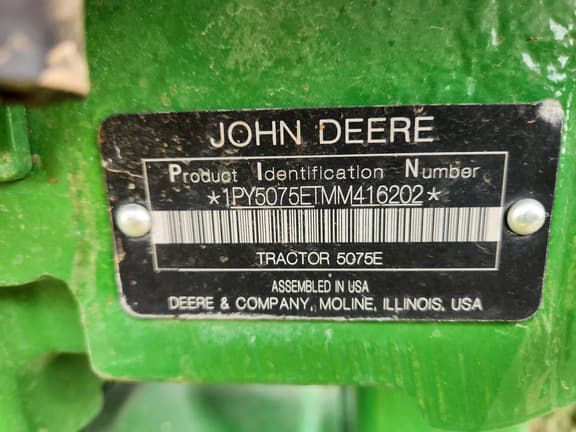 JOHN DEERE
Product Identification Number
*1PY5075ETMM416202*
TRACTOR 5075E
ASSEMBLED IN USA
DEERE & COMPANY, MOLINE, ILLINOIS, USA